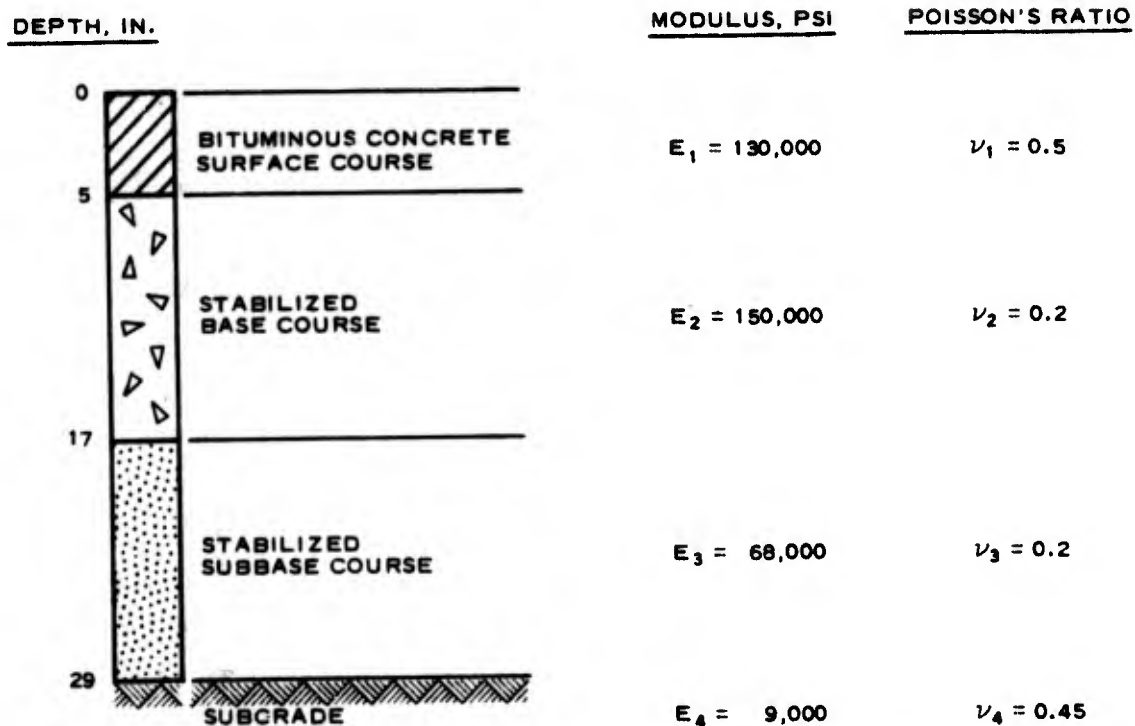 DEPTH, IN. MODULUS, PSI POISSON'S RATIO
0
BITUMINOUS CONCRETE
SURFACE COURSE E₁ = 130,000 ν₁ = 0.5
5
STABILIZED
BASE COURSE E₂ = 150,000 ν₂ = 0.2
17
STABILIZED
SUBBASE COURSE E₃ = 68,000 ν₃ = 0.2
29
SUBGRADE E₄ = 9,000 ν₄ = 0.45